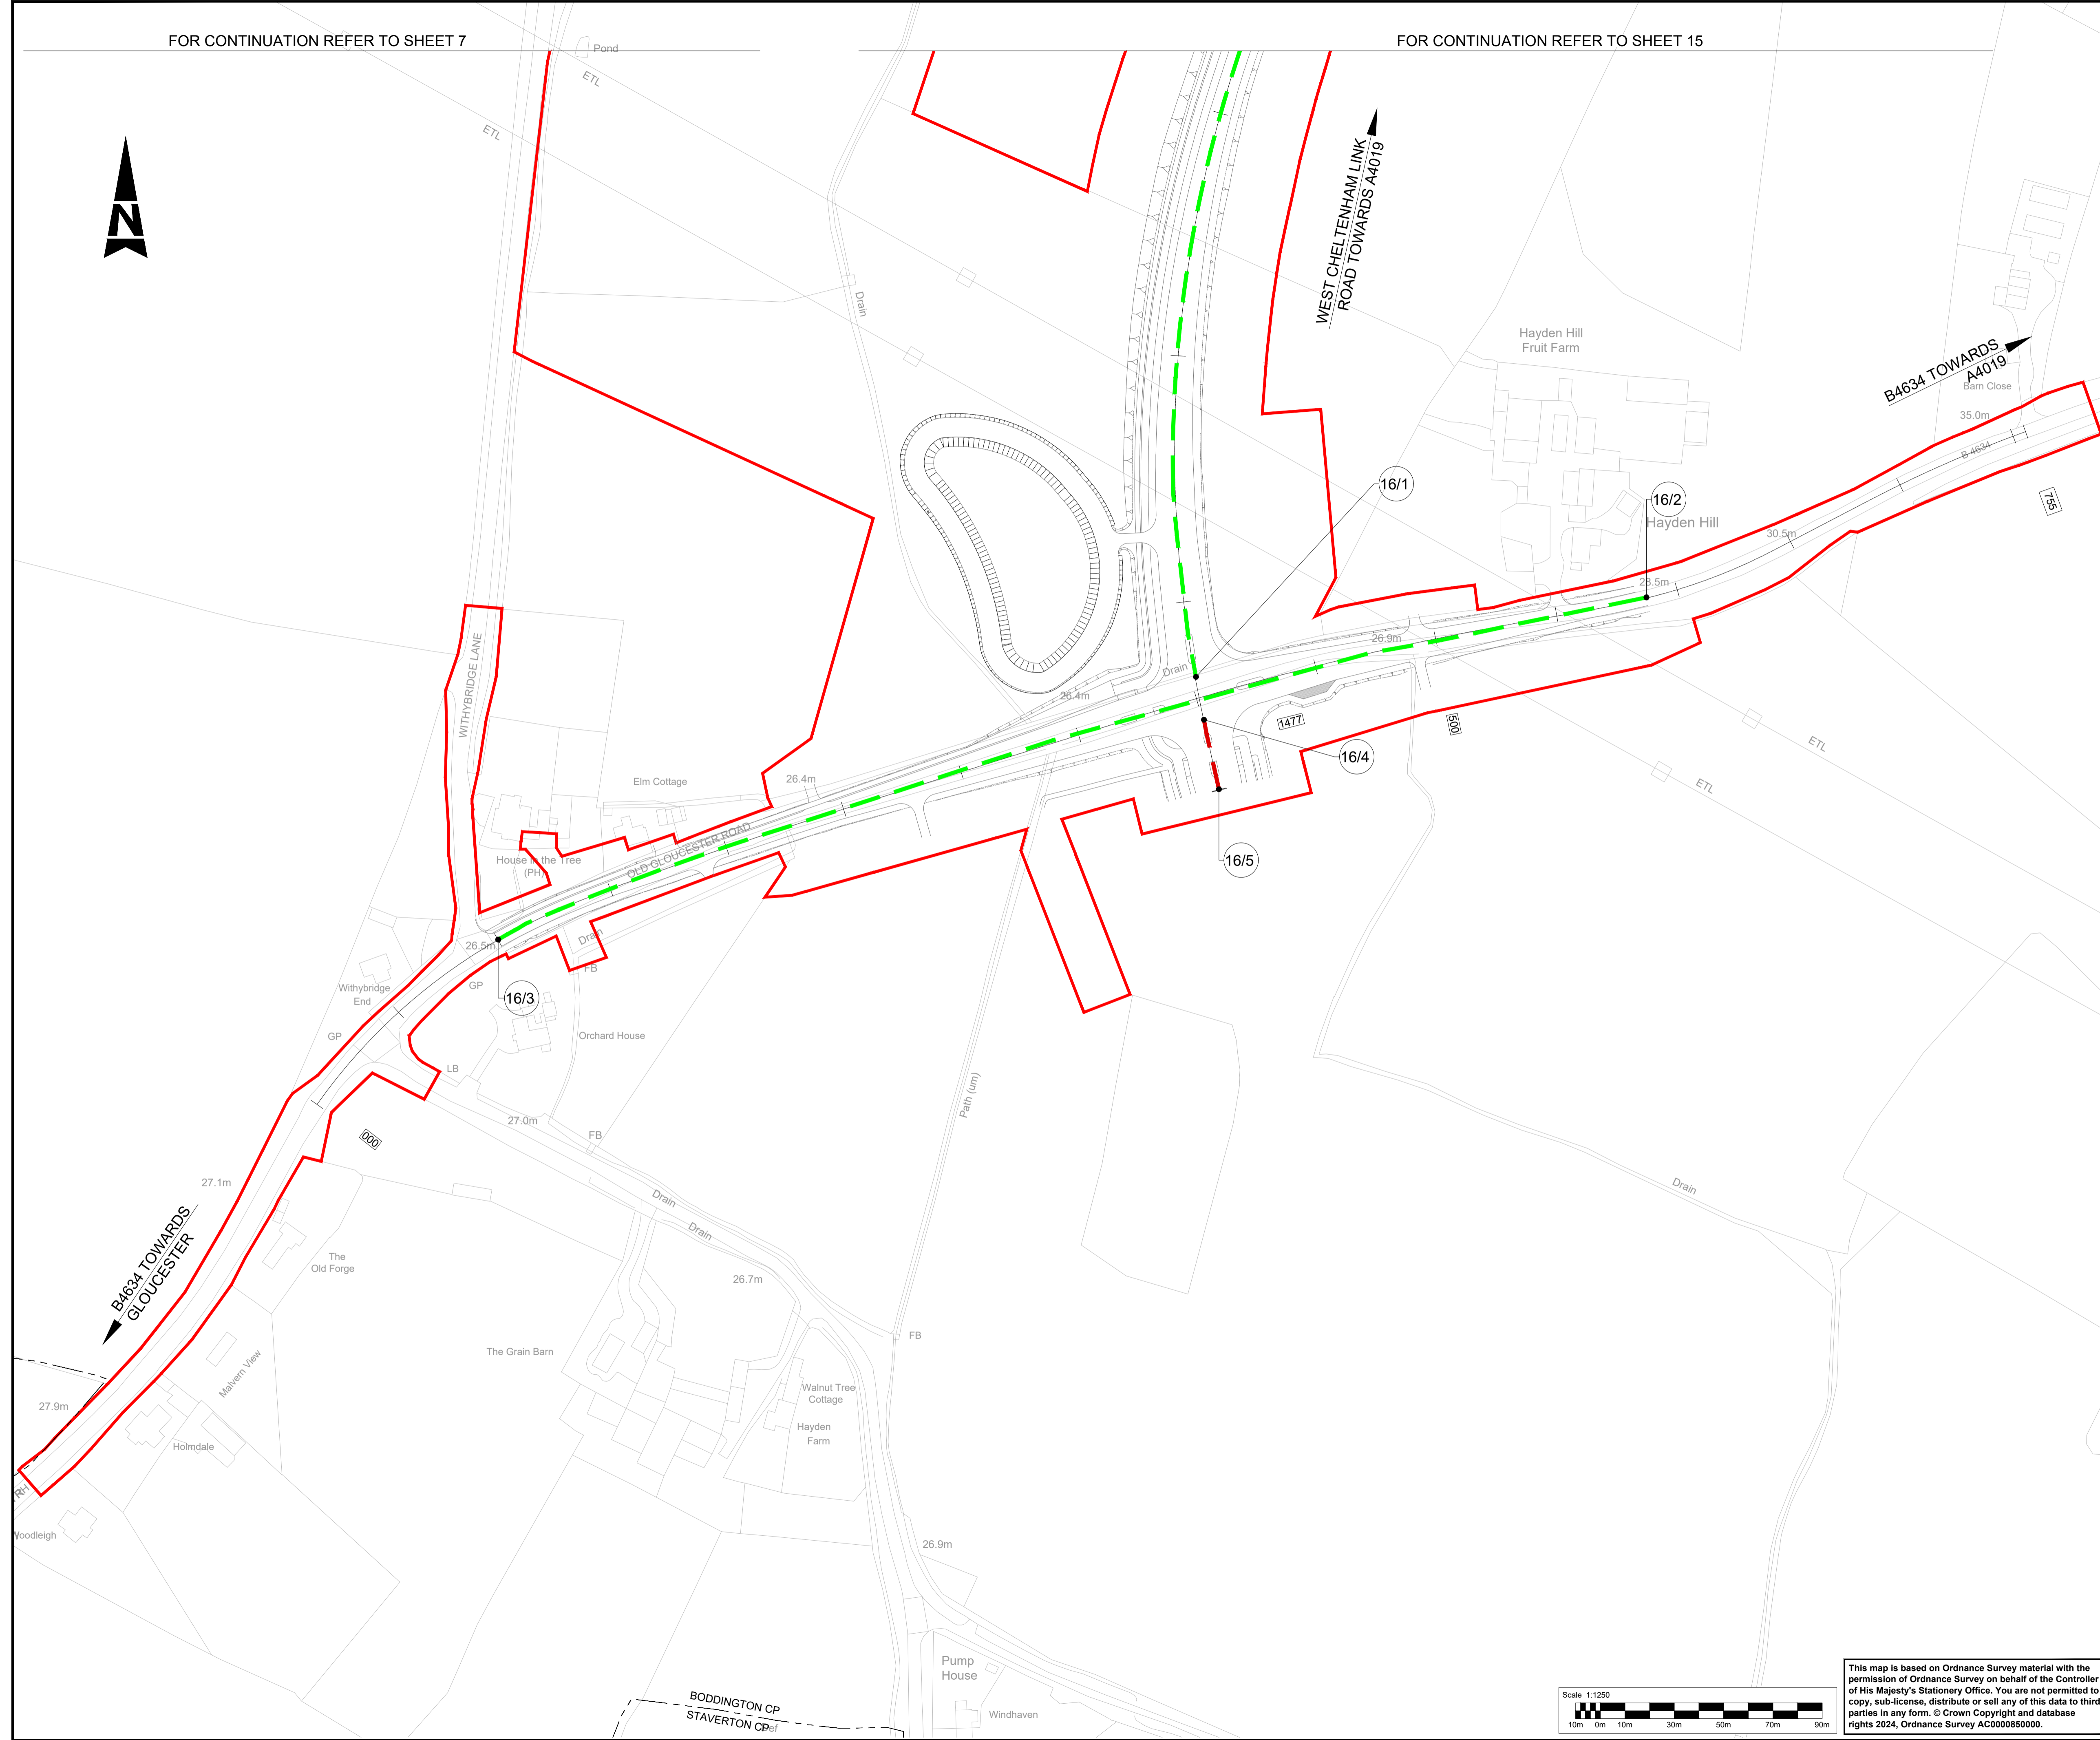 FOR CONTINUATION REFER TO SHEET 7
FOR CONTINUATION REFER TO SHEET 15
Pond
ETL
ETL
N
WEST CHELTENHAM LINK
ROAD TOWARDS A4019
Drain
Hayden Hill
Fruit Farm
B4634 TOWARDS
A4019
Barn Close
35.0m
B 4634
16/1
16/2
755
Hayden Hill
30.5m
28.5m
26.9m
WITHYBRIDGE LANE
Drain
26.4m
1477
500
ETL
16/4
ETL
Elm Cottage
26.4m
OLD GLOUCESTER ROAD
House in the Tree
(PH)
16/5
26.5m
Drain
FB
GP
16/3
Withybridge
End
GP
Orchard House
LB
Path (um)
27.0m
FB
000
27.1m
Drain
Drain
Drain
B4634 TOWARDS
GLOUCESTER
The
Old Forge
26.7m
FB
The Grain Barn
Malvern View
Walnut Tree
Cottage
27.9m
Hayden
Farm
Holmdale
RH
Woodleigh
26.9m
Pump
House
BODDINGTON CP
STAVERTON CP
Windhaven
Scale 1:1250
10m 0m 10m 30m 50m 70m 90m
This map is based on Ordnance Survey material with the
permission of Ordnance Survey on behalf of the Controller
of His Majesty's Stationery Office. You are not permitted to
copy, sub-license, distribute or sell any of this data to third
parties in any form. © Crown Copyright and database
rights 2024, Ordnance Survey AC0000850000.